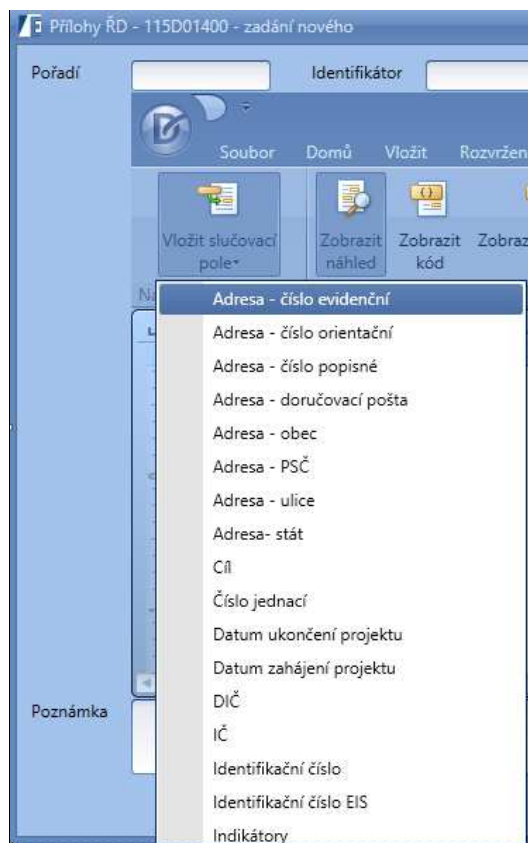 Přílohy ŘD - 115D01400 - zadání nového
Pořadí Identifikátor
Soubor Domů Vložit
Vložit slučovací pole
Zobrazit náhled
Zobrazit kód
Adresa - číslo evidenční
Adresa - číslo orientační
Adresa - číslo popisné
Adresa - doručovací pošta
Adresa - obec
Adresa - PSČ
Adresa - ulice
Adresa- stát
Cíl
Číslo jednací
Datum ukončení projektu
Datum zahájení projektu
DIČ
Poznámka
IČ
Identifikační číslo
Identifikační číslo EIS
Indikátory